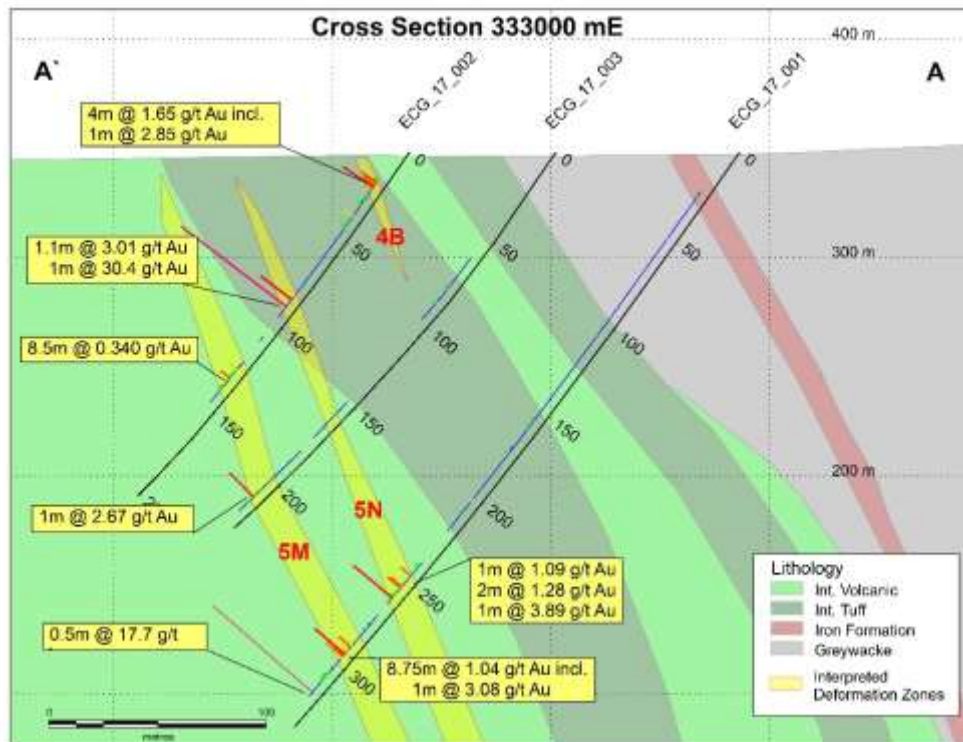 Cross Section 333000 mE
400 m
A`
A
ECG_17_002
ECG_17_003
ECG_17_001
4m @ 1.65 g/t Au incl.
1m @ 2.85 g/t Au
0
0
0
4B
50
50
50
300 m
1.1m @ 3.01 g/t Au
1m @ 30.4 g/t Au
100
100
100
8.5m @ 0.340 g/t Au
150
150
150
200 m
200
200
1m @ 2.67 g/t Au
5N
5M
1m @ 1.09 g/t Au
2m @ 1.28 g/t Au
1m @ 3.89 g/t Au
250
0.5m @ 17.7 g/t
300
8.75m @ 1.04 g/t Au incl.
1m @ 3.08 g/t Au
Lithology
Int. Volcanic
Int. Tuff
Iron Formation
Greywacke
Interpreted
Deformation Zones
0
100
metres